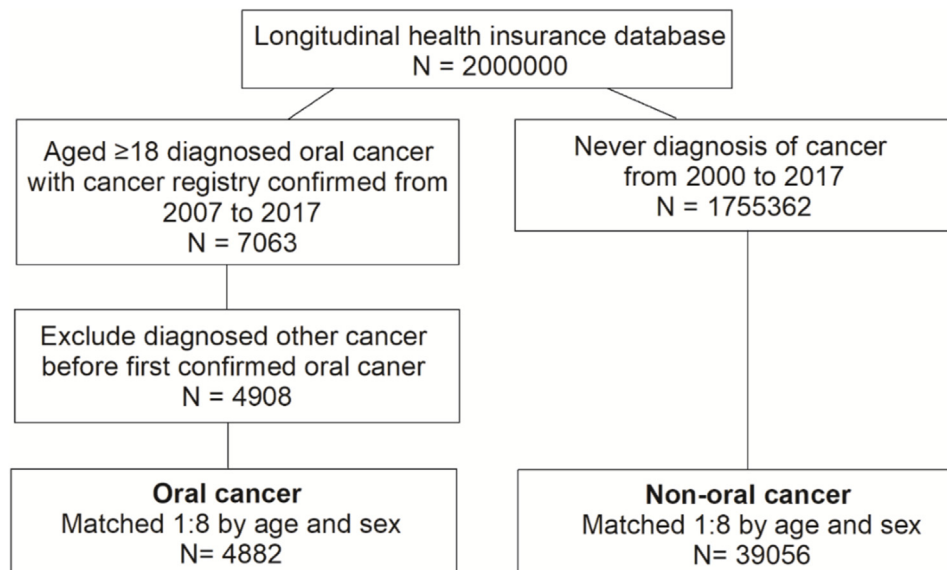 Longitudinal health insurance database
N = 2000000
Aged ≥18 diagnosed oral cancer
with cancer registry confirmed from
2007 to 2017
N = 7063
Never diagnosis of cancer
from 2000 to 2017
N = 1755362
Exclude diagnosed other cancer
before first confirmed oral caner
N = 4908
Oral cancer
Matched 1:8 by age and sex
N= 4882
Non-oral cancer
Matched 1:8 by age and sex
N= 39056